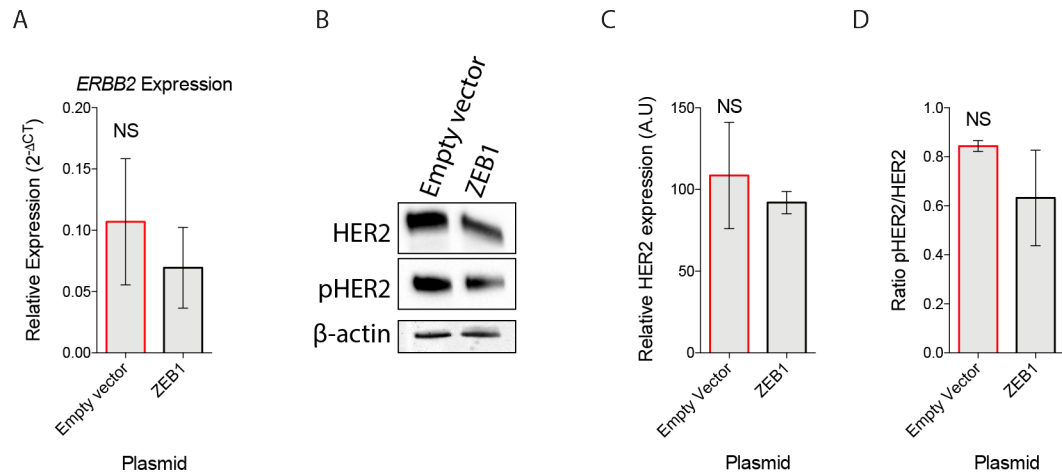 A
ERBB2 Expression
Relative Expression (2-ΔCT)
0.20
0.15
0.10
0.05
0.00
NS
Empty vector
ZEB1
Plasmid
B
Empty vector
ZEB1
HER2
pHER2
β-actin
C
Relative HER2 expression (A.U)
150
100
50
0
NS
Empty Vector
ZEB1
Plasmid
D
Ratio pHER2/HER2
1.0
0.8
0.6
0.4
0.2
0.0
NS
Empty Vector
ZEB1
Plasmid